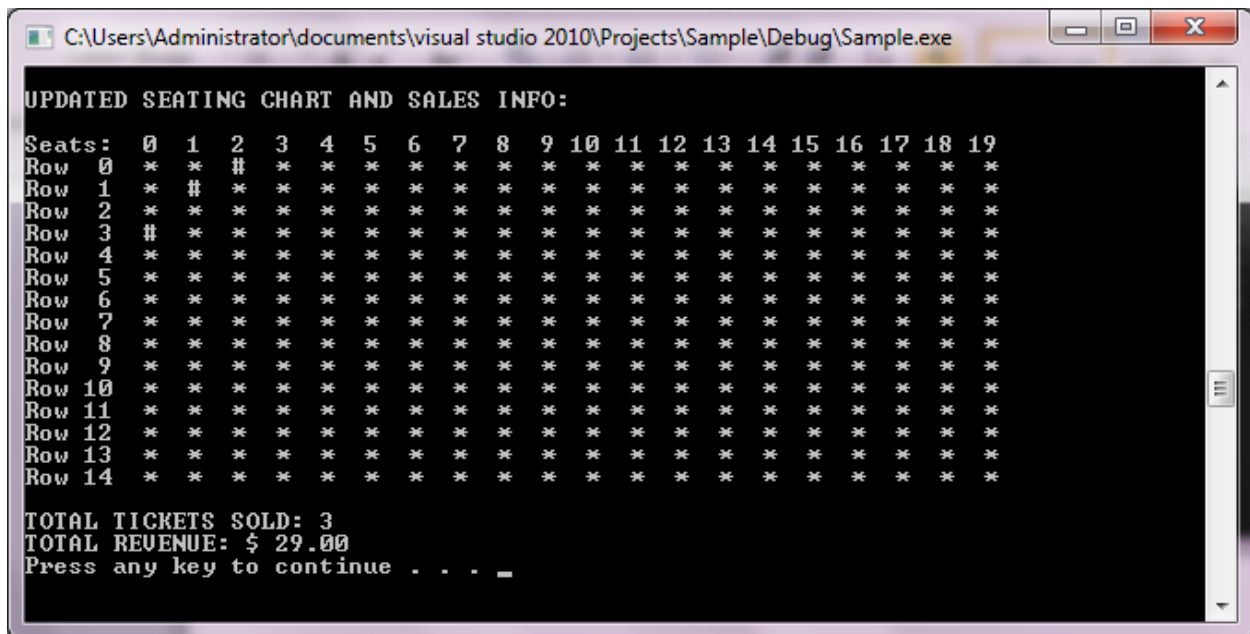 C:\Users\Administrator\documents\visual studio 2010\Projects\Sample\Debug\Sample.exe
UPDATED SEATING CHART AND SALES INFO:
Seats:  0  1  2  3  4  5  6  7  8  9 10 11 12 13 14 15 16 17 18 19
Row  0  *  *  #  *  *  *  *  *  *  *  *  *  *  *  *  *  *  *  *  *
Row  1  *  #  *  *  *  *  *  *  *  *  *  *  *  *  *  *  *  *  *  *
Row  2  *  *  *  *  *  *  *  *  *  *  *  *  *  *  *  *  *  *  *  *
Row  3  #  *  *  *  *  *  *  *  *  *  *  *  *  *  *  *  *  *  *  *
Row  4  *  *  *  *  *  *  *  *  *  *  *  *  *  *  *  *  *  *  *  *
Row  5  *  *  *  *  *  *  *  *  *  *  *  *  *  *  *  *  *  *  *  *
Row  6  *  *  *  *  *  *  *  *  *  *  *  *  *  *  *  *  *  *  *  *
Row  7  *  *  *  *  *  *  *  *  *  *  *  *  *  *  *  *  *  *  *  *
Row  8  *  *  *  *  *  *  *  *  *  *  *  *  *  *  *  *  *  *  *  *
Row  9  *  *  *  *  *  *  *  *  *  *  *  *  *  *  *  *  *  *  *  *
Row 10  *  *  *  *  *  *  *  *  *  *  *  *  *  *  *  *  *  *  *  *
Row 11  *  *  *  *  *  *  *  *  *  *  *  *  *  *  *  *  *  *  *  *
Row 12  *  *  *  *  *  *  *  *  *  *  *  *  *  *  *  *  *  *  *  *
Row 13  *  *  *  *  *  *  *  *  *  *  *  *  *  *  *  *  *  *  *  *
Row 14  *  *  *  *  *  *  *  *  *  *  *  *  *  *  *  *  *  *  *  *
TOTAL TICKETS SOLD: 3
TOTAL REVENUE: $ 29.00
Press any key to continue . . . _